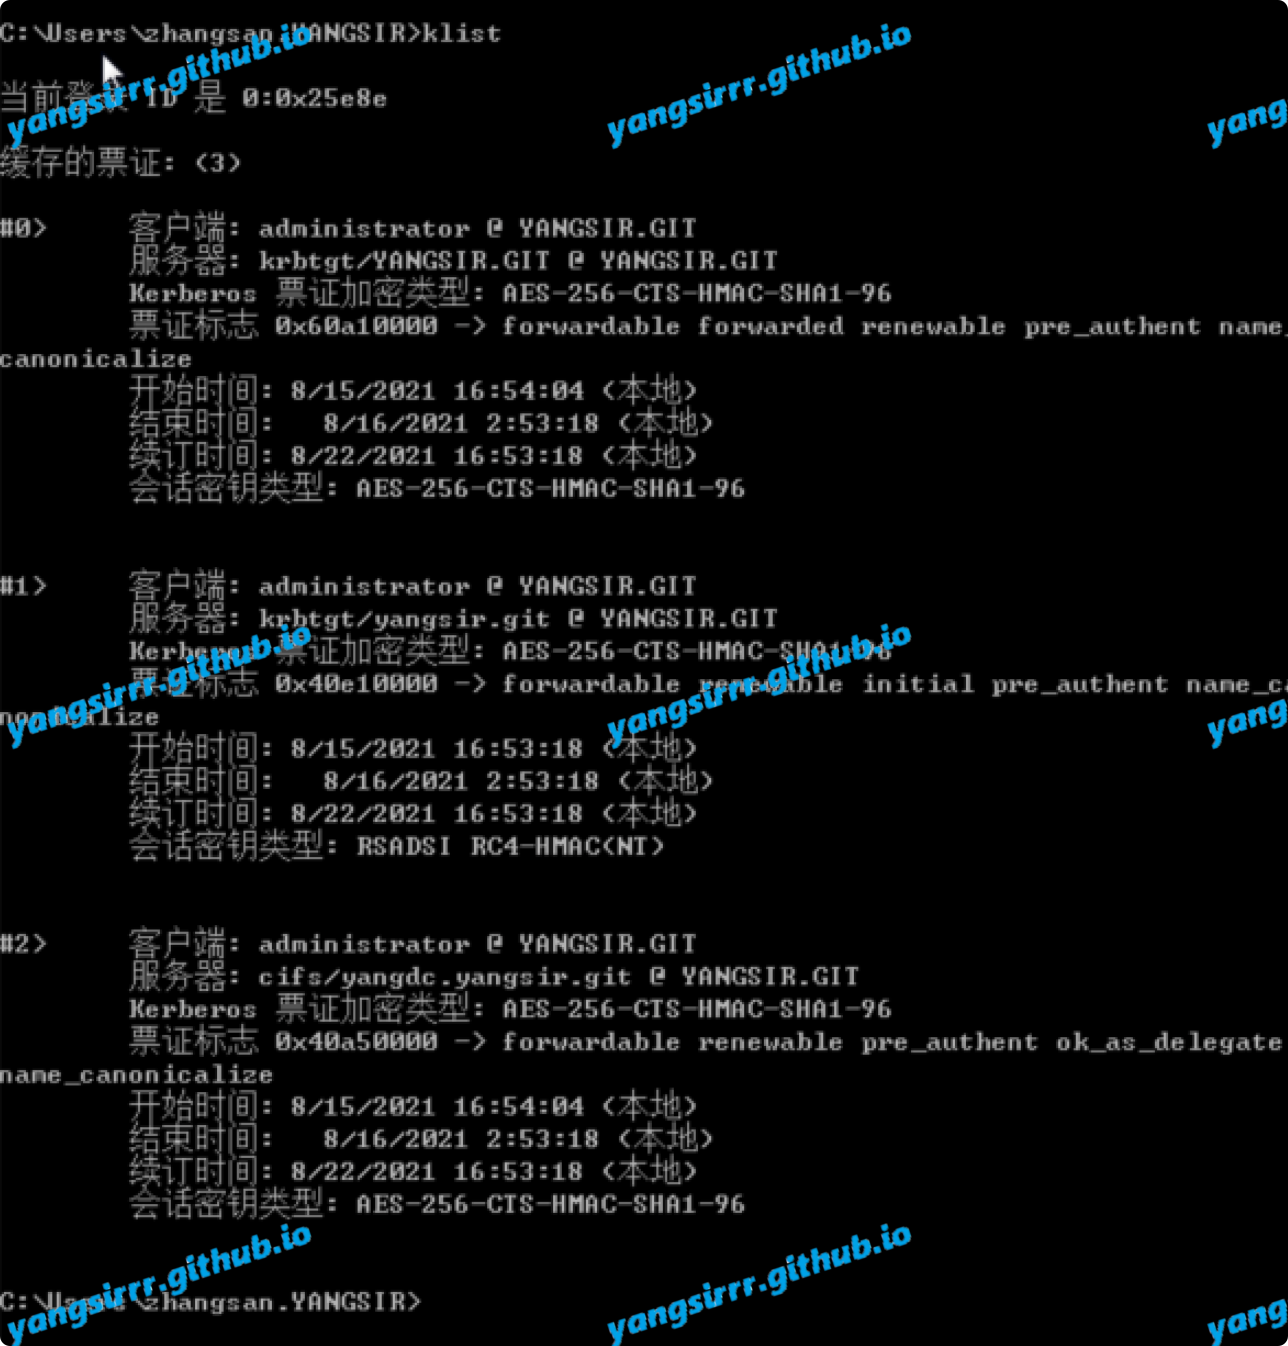 C:\Users\zhangsan.YANGSIR>klist
当前登录 ID 是 0:0x25e8e
缓存的票证: (3)
#0> 客户端: administrator @ YANGSIR.GIT
服务器: krbtgt/YANGSIR.GIT @ YANGSIR.GIT
Kerberos 票证加密类型: AES-256-CTS-HMAC-SHA1-96
票证标志 0x60a10000 -> forwardable forwarded renewable pre_authent name_
canonicalize
开始时间: 8/15/2021 16:54:04 (本地)
结束时间: 8/16/2021 2:53:18 (本地)
续订时间: 8/22/2021 16:53:18 (本地)
会话密钥类型: AES-256-CTS-HMAC-SHA1-96
#1> 客户端: administrator @ YANGSIR.GIT
服务器: krbtgt/yangsir.git @ YANGSIR.GIT
Kerberos 票证加密类型: AES-256-CTS-HMAC-SHA1-96
票证标志 0x40e10000 -> forwardable renewable initial pre_authent name_ca
nonicalize
开始时间: 8/15/2021 16:53:18 (本地)
结束时间: 8/16/2021 2:53:18 (本地)
续订时间: 8/22/2021 16:53:18 (本地)
会话密钥类型: RSADSI RC4-HMAC(NT)
#2> 客户端: administrator @ YANGSIR.GIT
服务器: cifs/yangdc.yangsir.git @ YANGSIR.GIT
Kerberos 票证加密类型: AES-256-CTS-HMAC-SHA1-96
票证标志 0x40a50000 -> forwardable renewable pre_authent ok_as_delegate
name_canonicalize
开始时间: 8/15/2021 16:54:04 (本地)
结束时间: 8/16/2021 2:53:18 (本地)
续订时间: 8/22/2021 16:53:18 (本地)
会话密钥类型: AES-256-CTS-HMAC-SHA1-96
C:\Users\zhangsan.YANGSIR>
yangsirrr.github.io
yangsirrr.github.io
yang
yangsirrr.github.io
yangsirrr.github.io
yang
yangsirrr.github.io
yangsirrr.github.io
yang